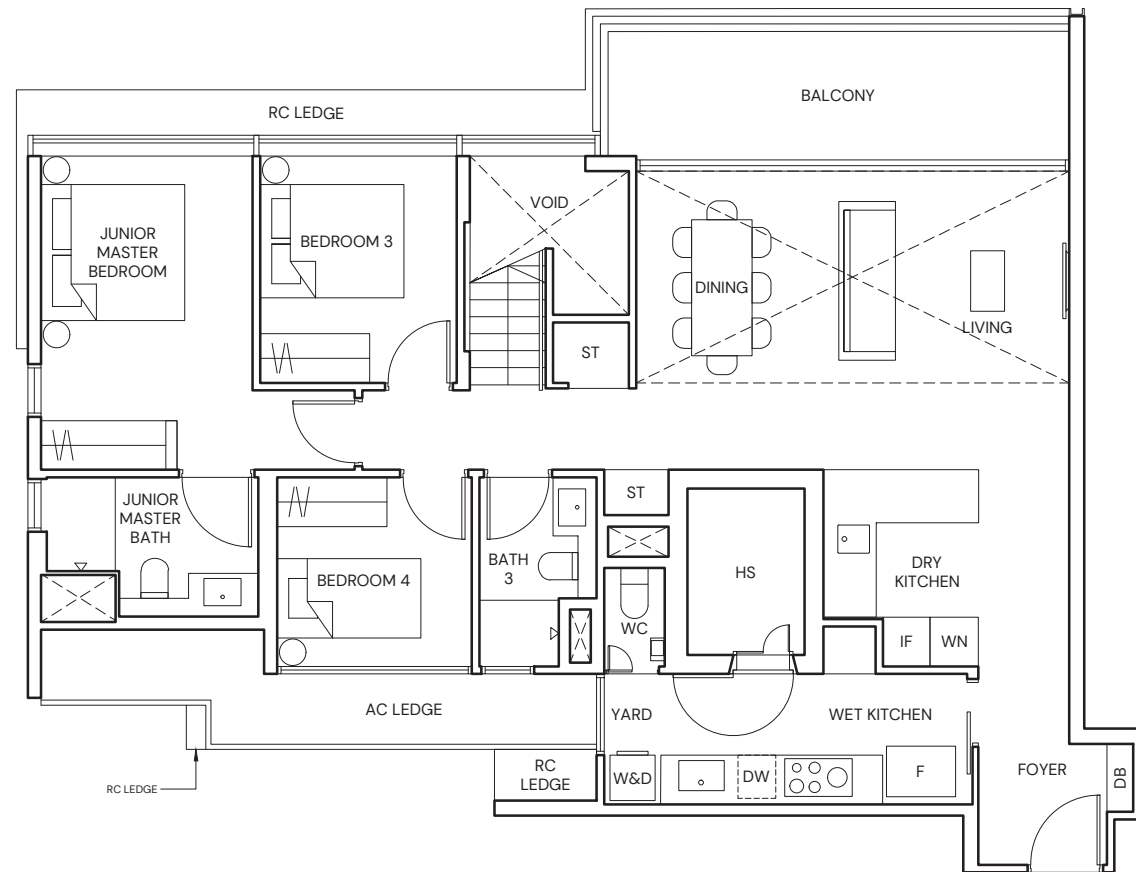 BALCONY
RC LEDGE
VOID
JUNIOR
MASTER
BEDROOM
BEDROOM 3
DINING
LIVING
ST
ST
JUNIOR
MASTER
BATH
BATH
3
BEDROOM 4
HS
DRY
KITCHEN
WC
IF
WN
AC LEDGE
YARD
WET KITCHEN
RC
LEDGE
W&D
DW
F
FOYER
DB
RC LEDGE